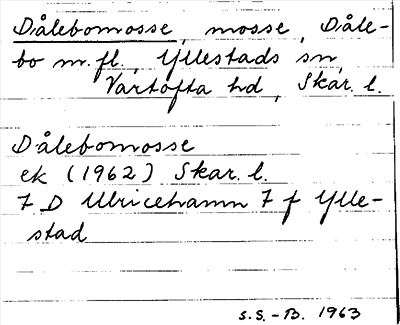 Dålebomosse, mosse, Dåle-
bo m.fl., Yllestads sn,
Vartofta hd, Skar. l.
Dålebomosse
ek (1962) Skar. l.
7 D Ulricehamn 7 f Ylle-
stad
S.S.-B. 1963